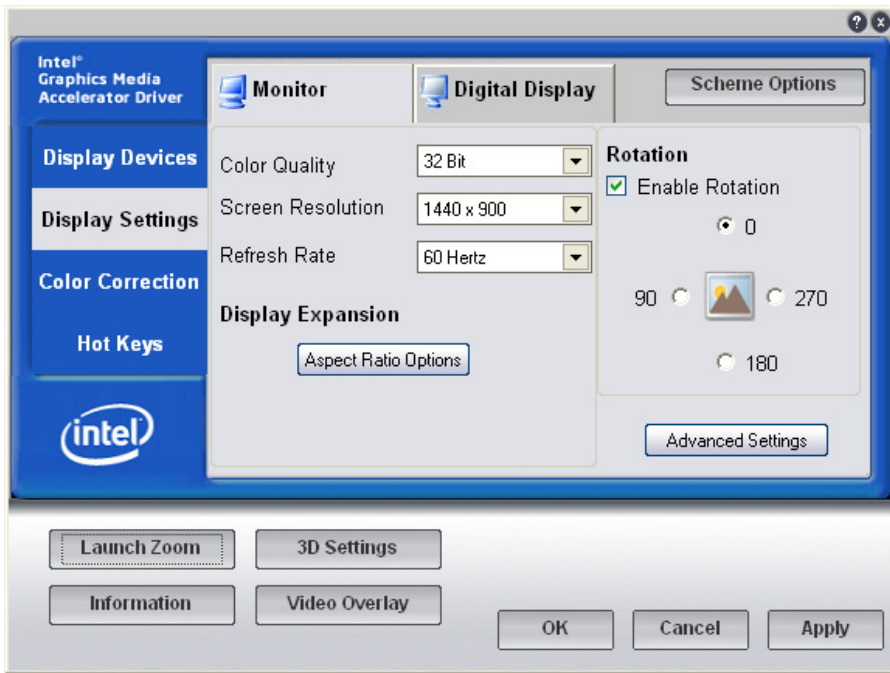 Intel®
Graphics Media
Accelerator Driver
Monitor
Digital Display
Scheme Options
Display Devices
Display Settings
Color Correction
Hot Keys
intel
Color Quality 32 Bit
Screen Resolution 1440 x 900
Refresh Rate 60 Hertz
Display Expansion
Aspect Ratio Options
Rotation
Enable Rotation
0
90 270
180
Advanced Settings
Launch Zoom 3D Settings
Information Video Overlay
OK Cancel Apply